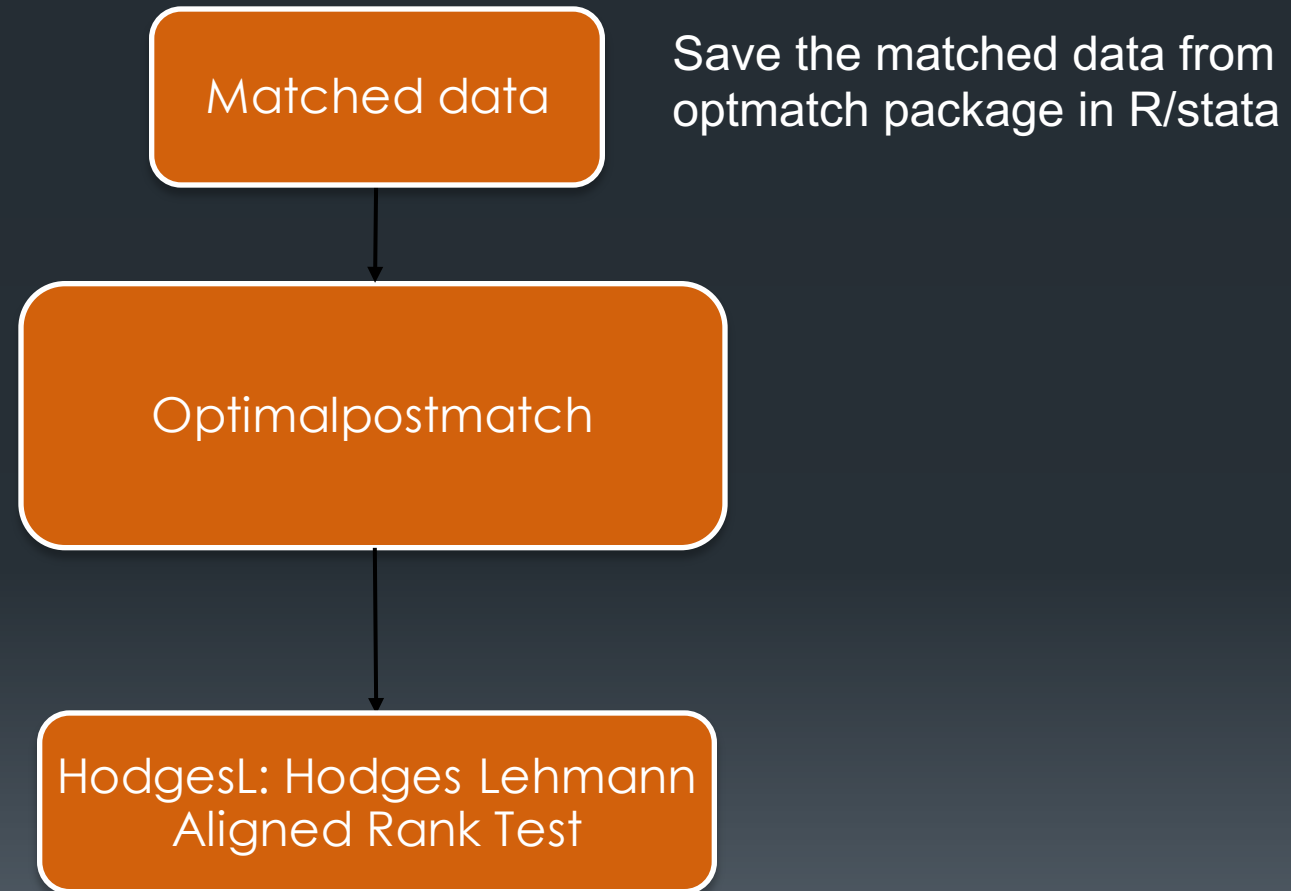 Matched data
Save the matched data from
optmatch package in R/stata
Optimalpostmatch
HodgesL: Hodges Lehmann
Aligned Rank Test